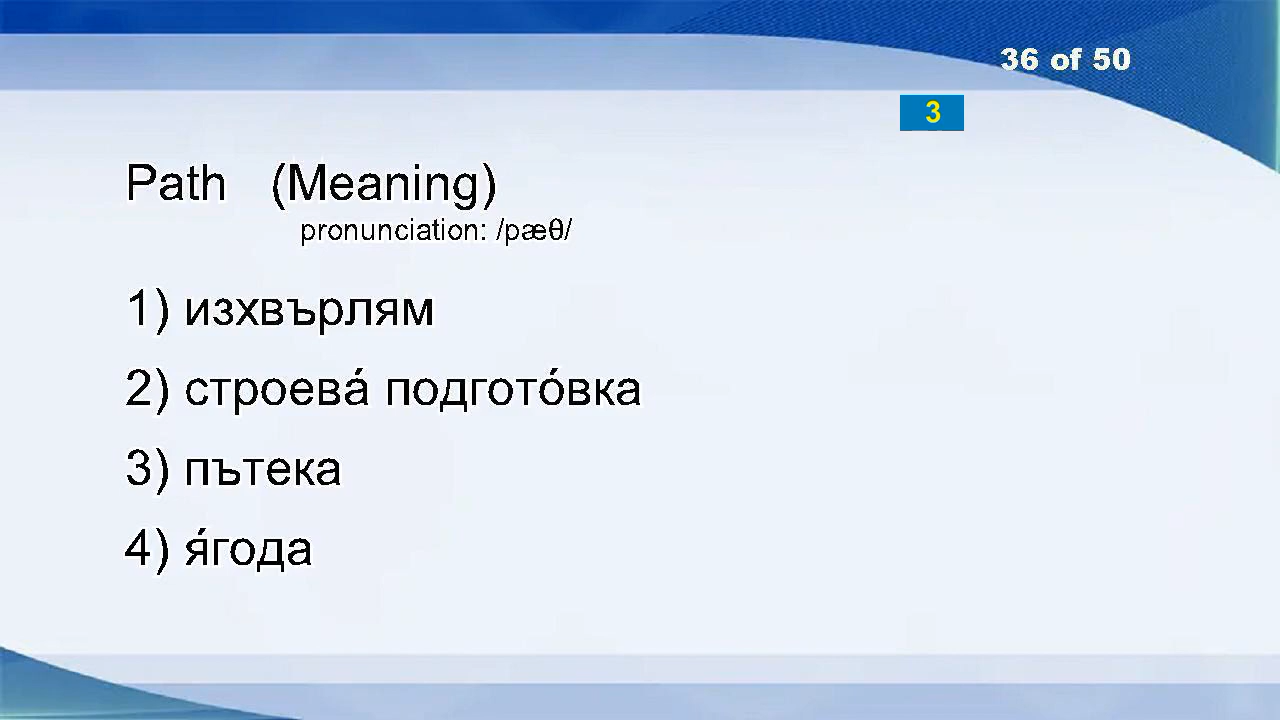 36 of 50
3
Path (Meaning)
pronunciation: /pæθ/
1) изхвърлям
2) строева́ подгото́вка
3) пътека
4) я́года